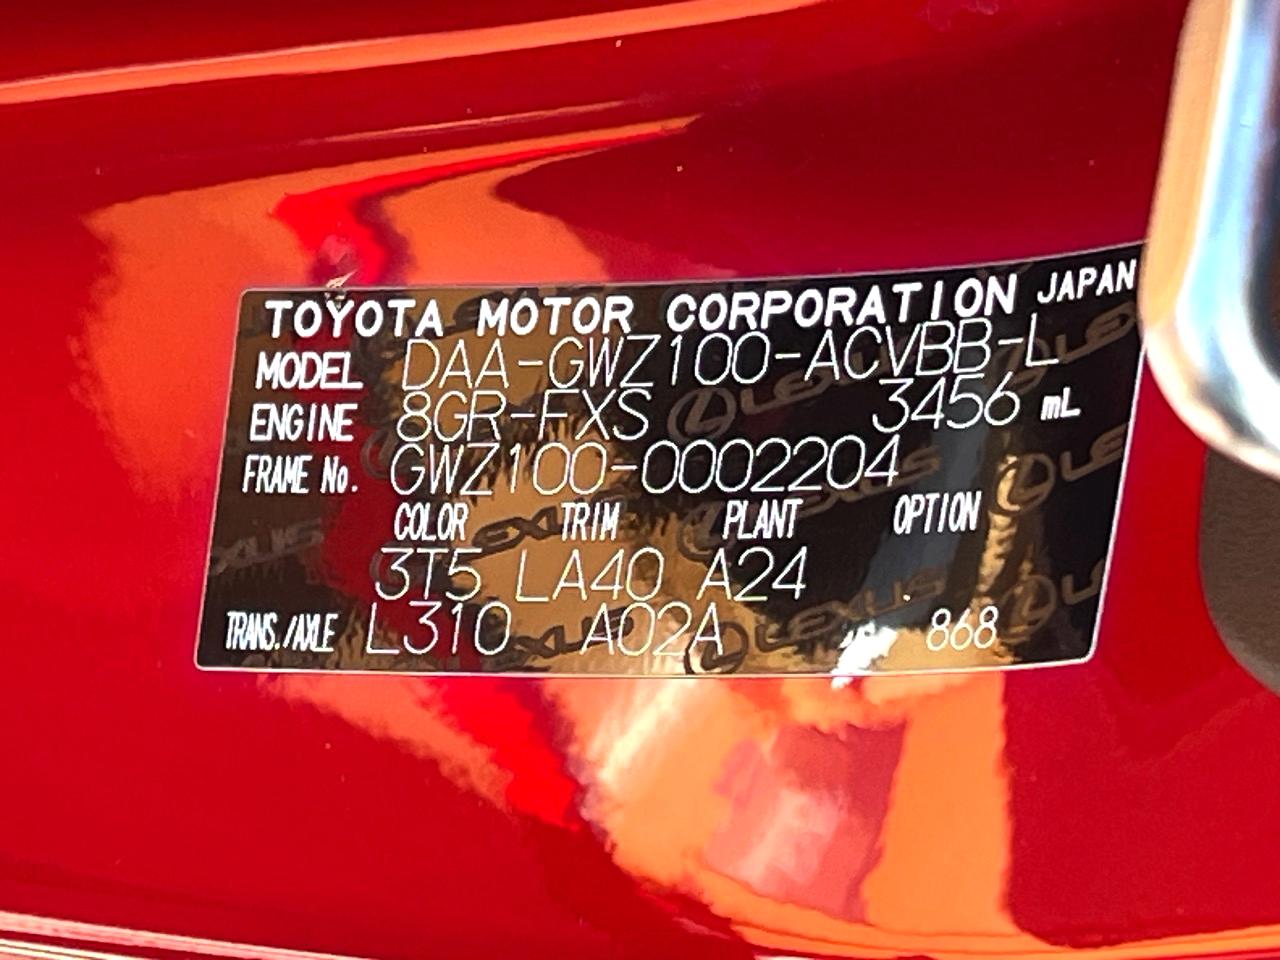 TOYOTA MOTOR CORPORATION JAPAN
MODEL DAA-GWZ100-ACVBB-L
ENGINE 8GR-FXS 3456 mL
FRAME No. GWZ100-0002204
COLOR TRIM PLANT OPTION
3T5 LA40 A24
TRANS./AXLE L310 A02A 868